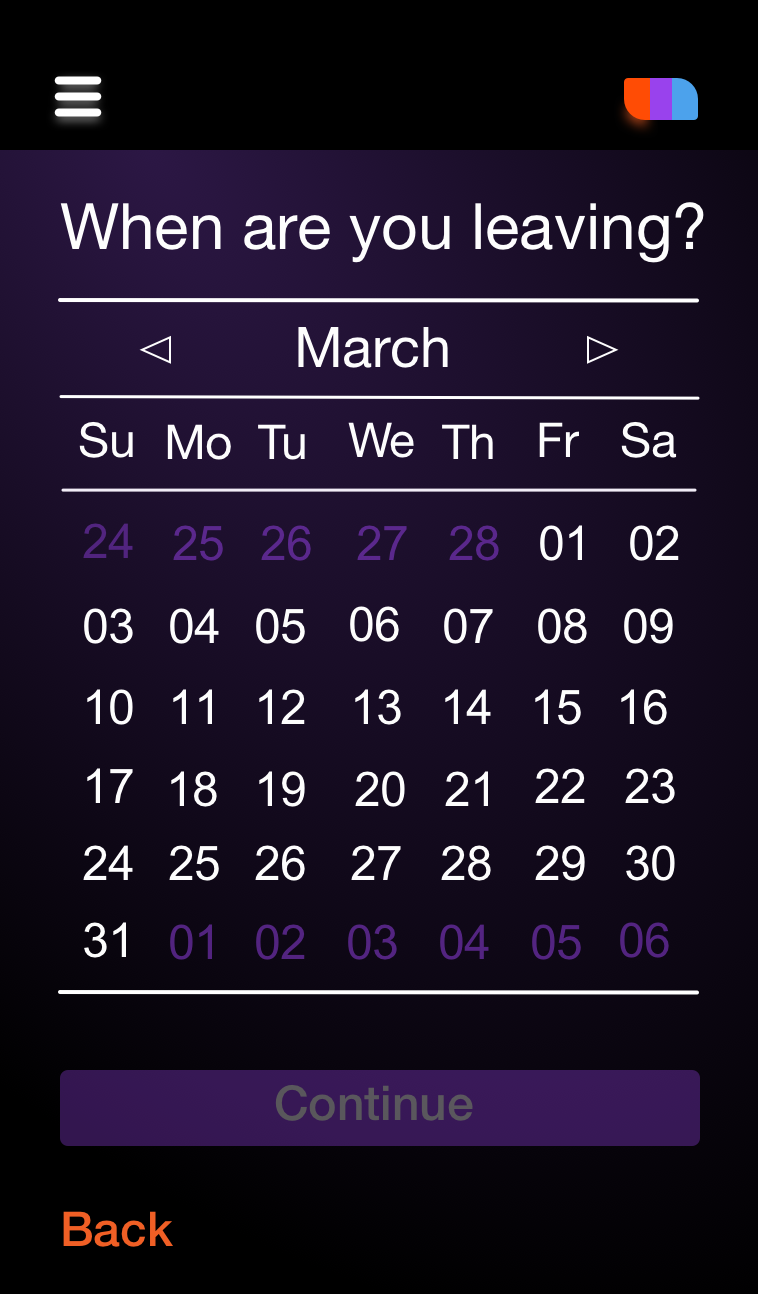 When are you leaving?
March
Su Mo Tu We Th Fr Sa
24 25 26 27 28 01 02
03 04 05 06 07 08 09
10 11 12 13 14 15 16
17 18 19 20 21 22 23
24 25 26 27 28 29 30
31 01 02 03 04 05 06
Continue
Back